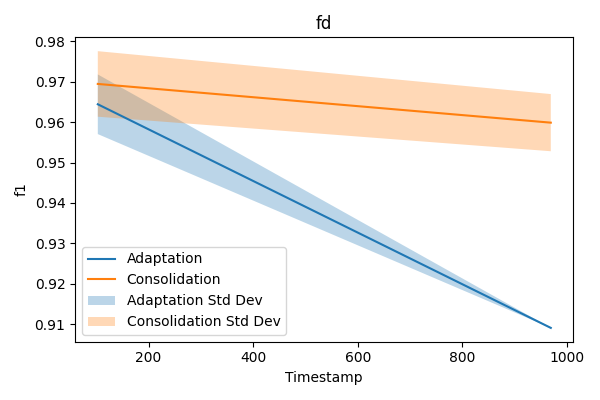 fd
0.98
0.97
0.96
0.95
0.94
0.93
0.92
0.91
f1
Adaptation
Consolidation
Adaptation Std Dev
Consolidation Std Dev
200
400
600
800
1000
Timestamp